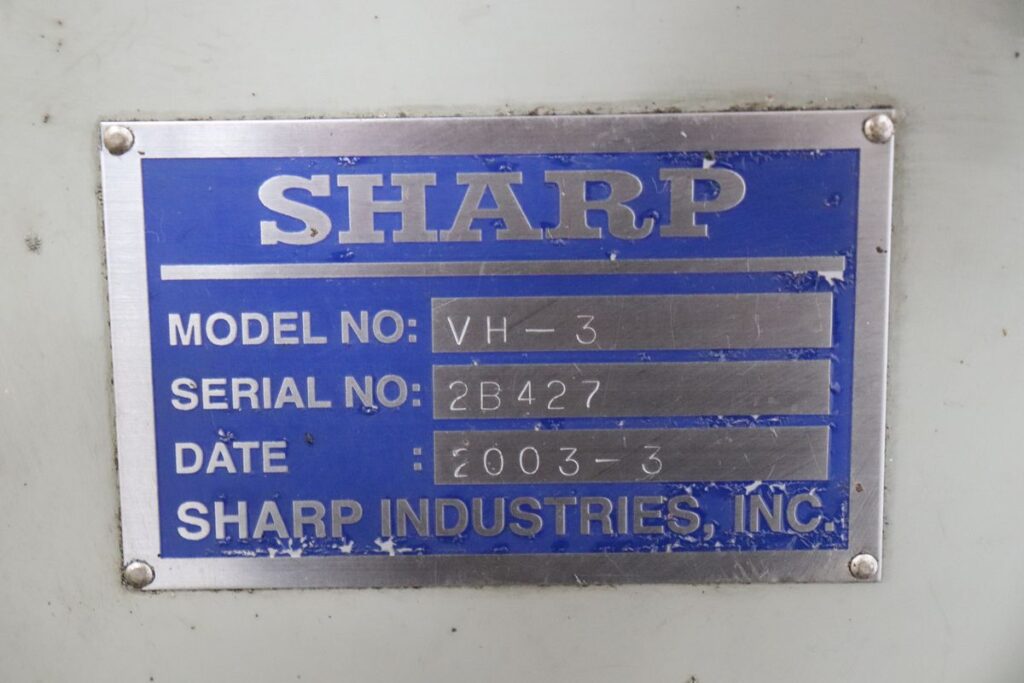 SHARP
MODEL NO: VH-3
SERIAL NO: 2B427
DATE : 2003-3
SHARP INDUSTRIES, INC.